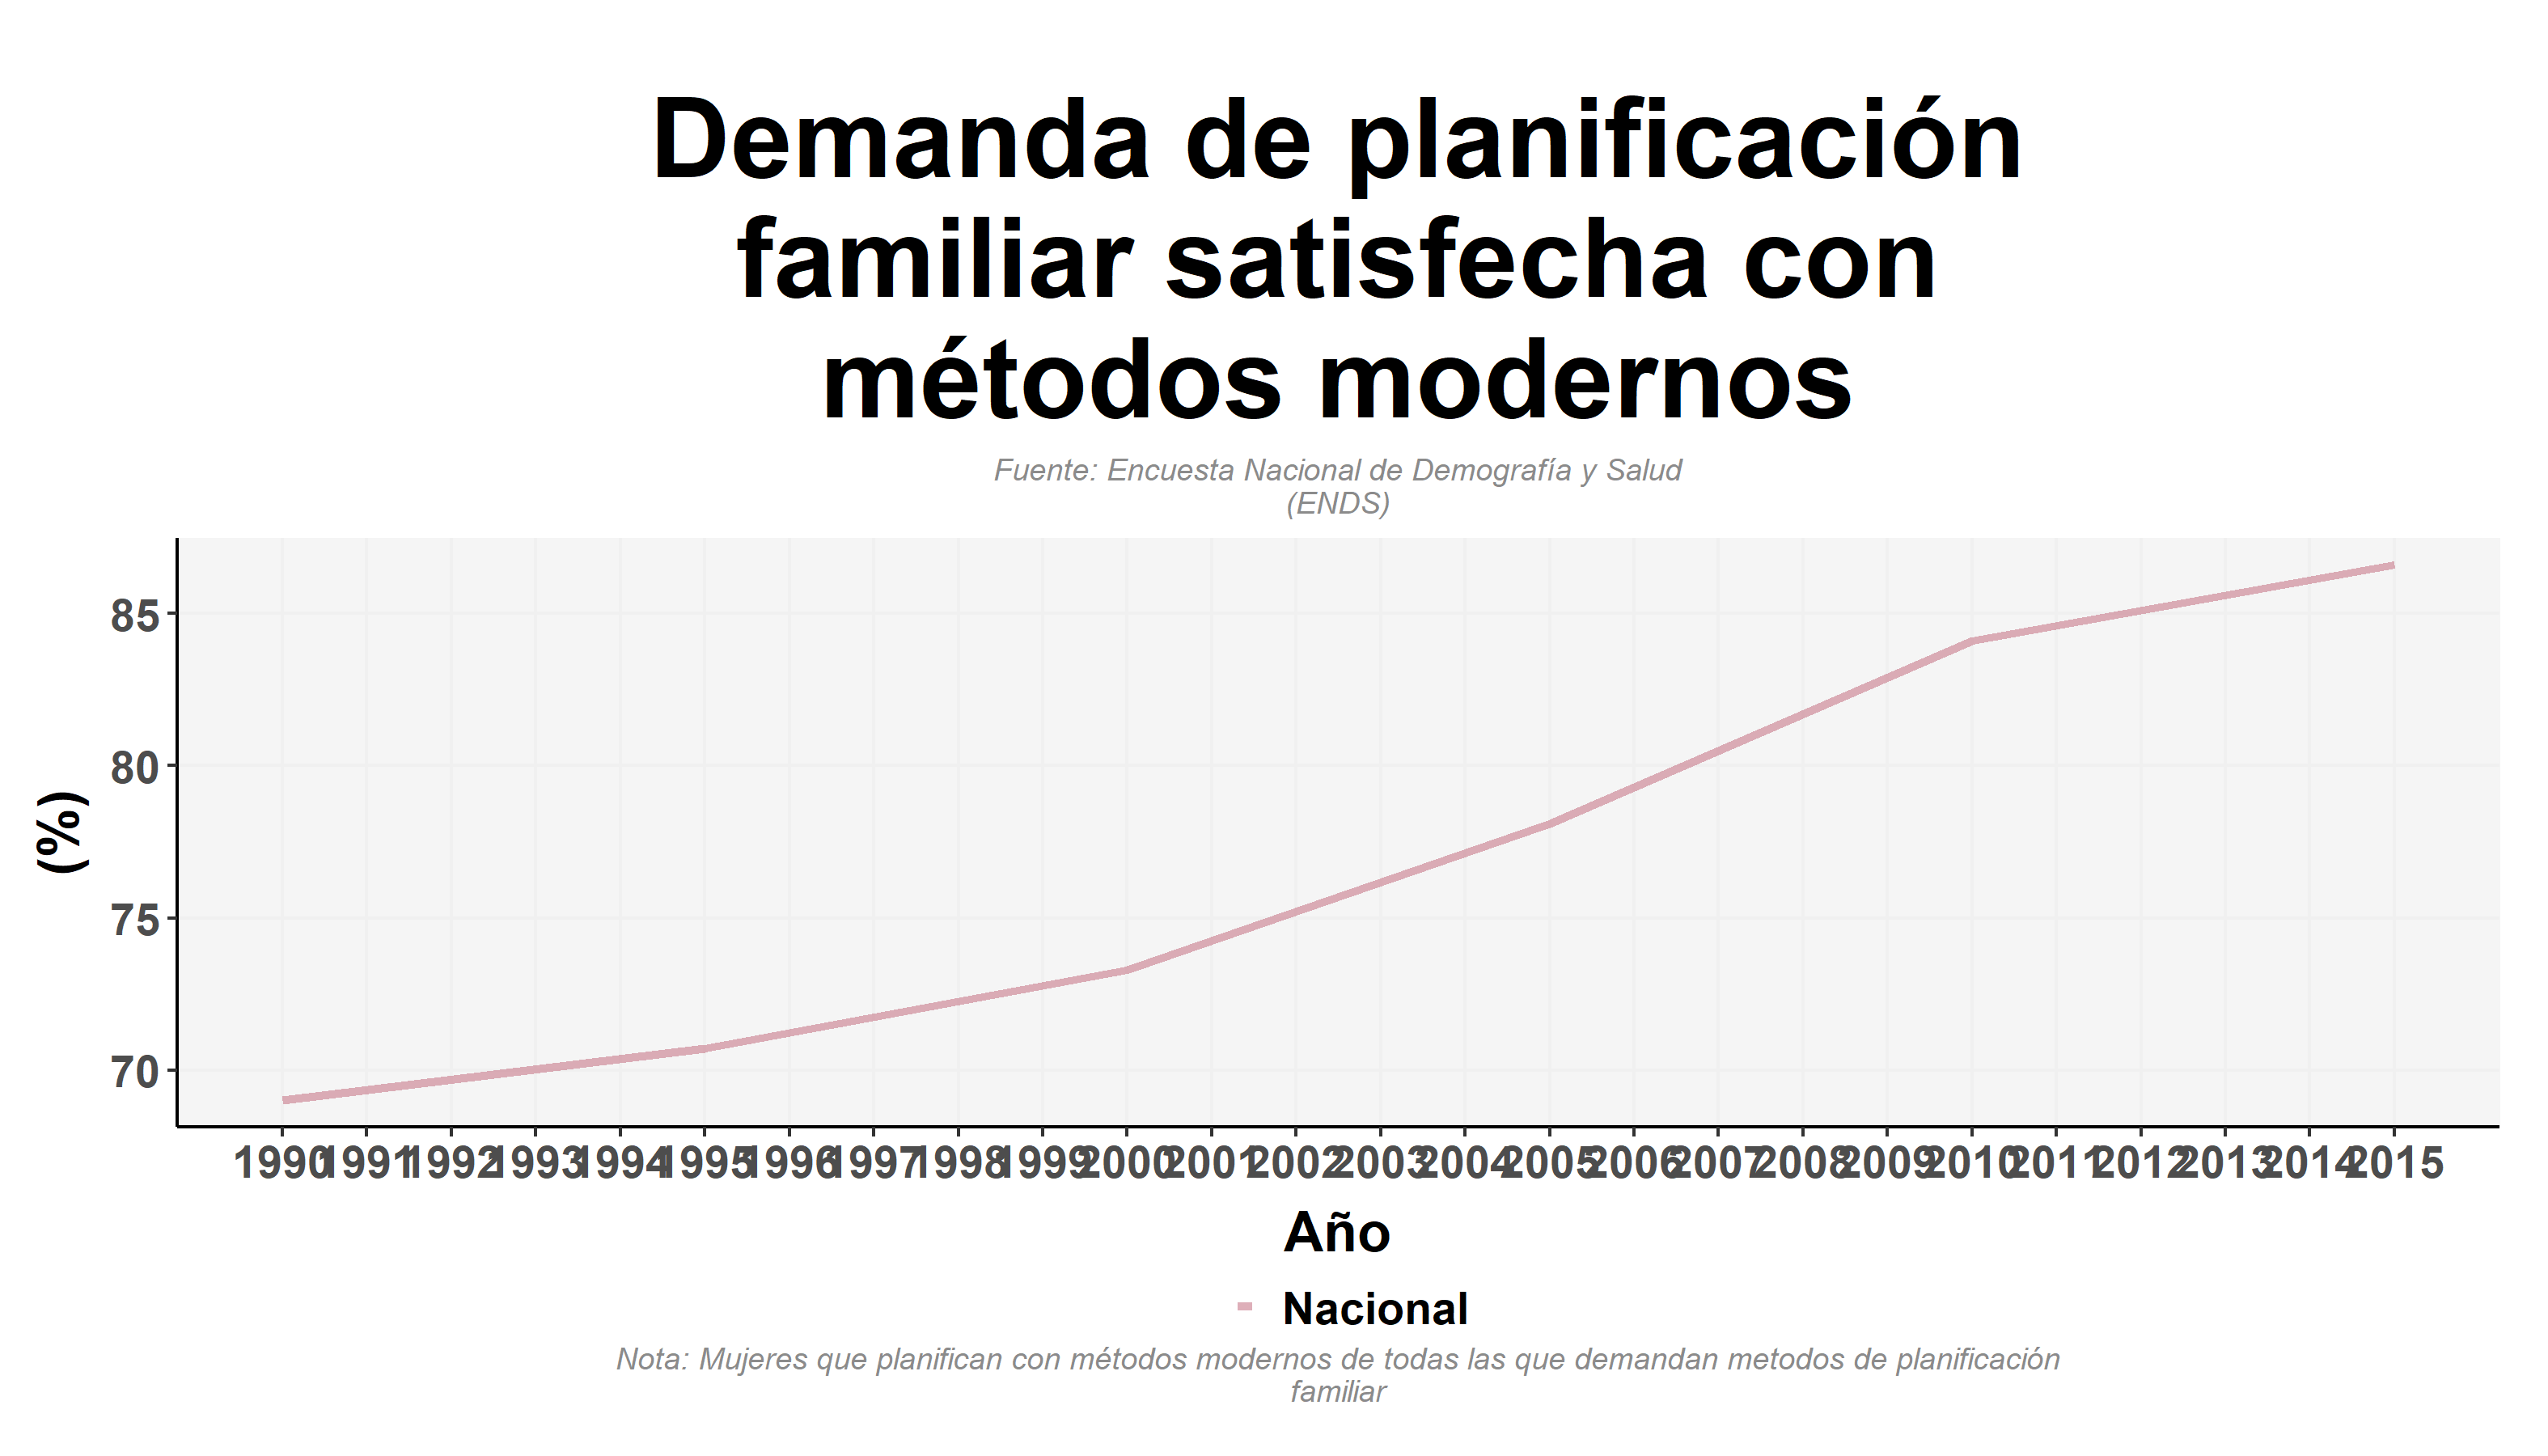 Demanda de planificación
familiar satisfecha con
métodos modernos
Fuente: Encuesta Nacional de Demografía y Salud
(ENDS)
85
80
75
70
(%)
1990 1991 1992 1993 1994 1995 1996 1997 1998 1999 2000 2001 2002 2003 2004 2005 2006 2007 2008 2009 2010 2011 2012 2013 2014 2015
Año
Nacional
Nota: Mujeres que planifican con métodos modernos de todas las que demandan metodos de planificación
familiar